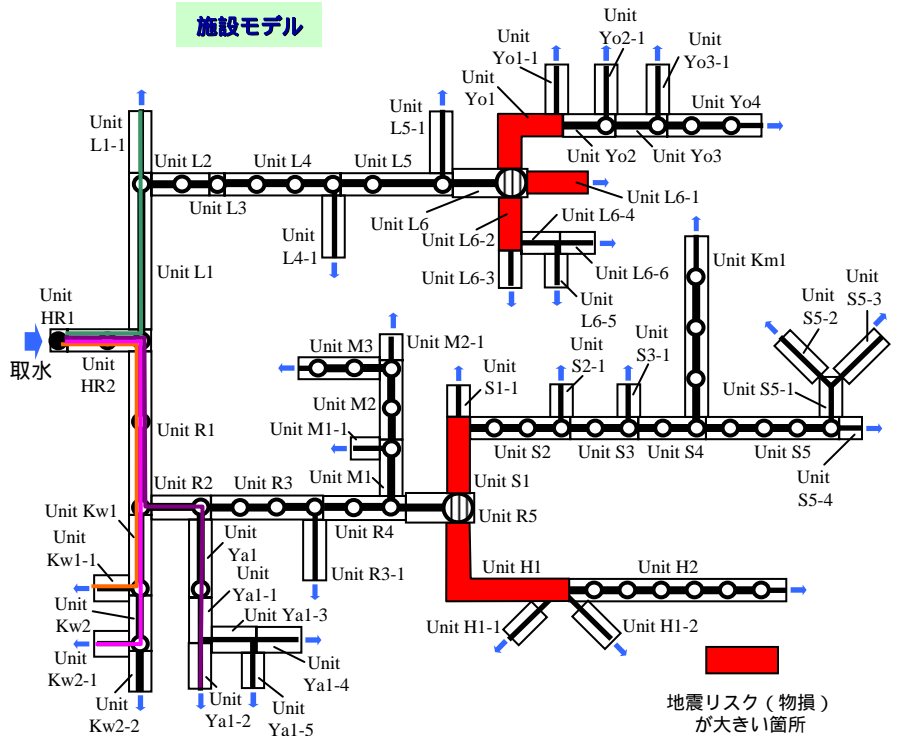 施設モデル
Unit
L1-1
Unit L2
Unit L3
Unit L4
Unit
L4-1
Unit L5
Unit
L5-1
Unit L6
Unit
Yo1
Unit
Yo1-1
Unit
Yo2-1
Unit
Yo3-1
Unit Yo4
Unit Yo2
Unit Yo3
Unit L6-1
Unit L6-2
Unit L6-4
Unit L6-3
Unit L6-6
Unit
L6-5
Unit L1
Unit
HR1
取水
Unit
HR2
Unit R1
Unit M3
Unit M2-1
Unit M2
Unit M1-1
Unit M1
Unit
S1-1
Unit
S2-1
Unit
S3-1
Unit Km1
Unit
S5-2
Unit
S5-3
Unit S5-1
Unit S2
Unit S3
Unit S4
Unit S5
Unit
S5-4
Unit S1
Unit R2
Unit R3
Unit R4
Unit R5
Unit R3-1
Unit Kw1
Unit
Kw1-1
Unit
Kw2
Unit
Kw2-1
Unit
Kw2-2
Unit
Ya1
Unit
Ya1-1
Unit Ya1-3
Unit
Ya1-4
Unit
Ya1-2
Unit
Ya1-5
Unit H1
Unit H2
Unit H1-1
Unit H1-2
地震リスク（物損）
が大きい箇所